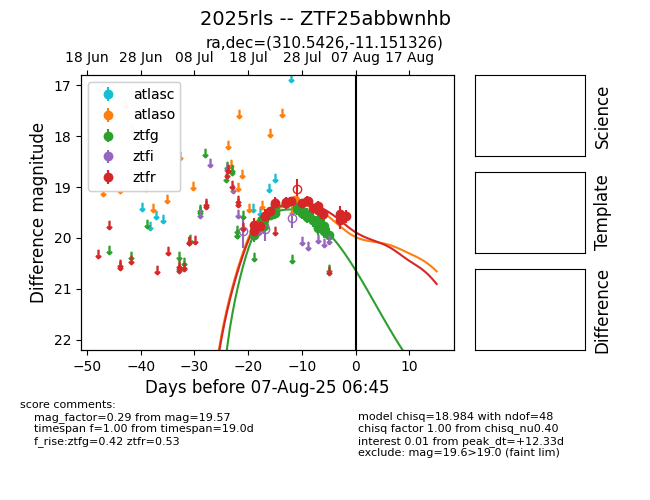 2025rls -- ZTF25abbwnhb
ra,dec=(310.5426,-11.151326)
18 Jun 28 Jun 08 Jul 18 Jul 28 Jul 07 Aug 17 Aug
17
18
19
20
21
22
Difference magnitude
atlasc
atlaso
ztfg
ztfi
ztfr
−50 −40 −30 −20 −10 0 10
Days before 07-Aug-25 06:45
Science
Template
Difference
score comments:
mag_factor=0.29 from mag=19.57
timespan f=1.00 from timespan=19.0d
f_rise:ztfg=0.42 ztfr=0.53
model chisq=18.984 with ndof=48
chisq factor 1.00 from chisq_nu0.40
interest 0.01 from peak_dt=+12.33d
exclude: mag=19.6>19.0 (faint lim)